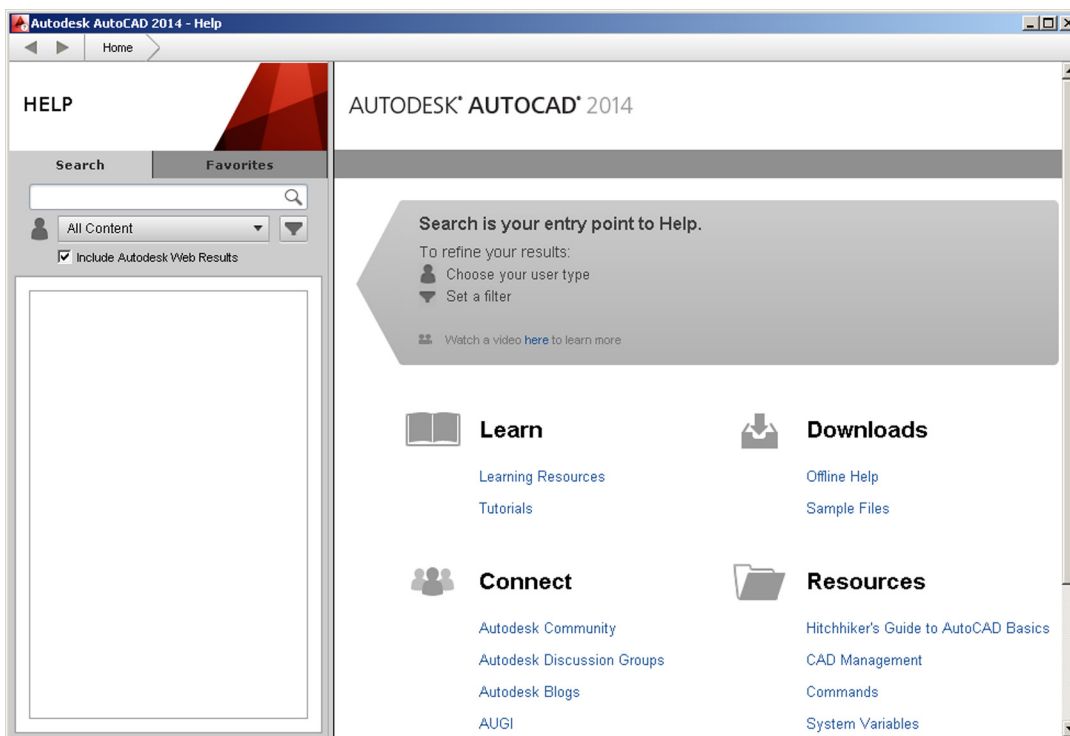 Autodesk AutoCAD 2014 - Help
Home
HELP
Search
Favorites
All Content
Include Autodesk Web Results
AUTODESK® AUTOCAD® 2014
Search is your entry point to Help.
To refine your results:
Choose your user type
Set a filter
Watch a video here to learn more
Learn
Learning Resources
Tutorials
Downloads
Offline Help
Sample Files
Connect
Autodesk Community
Autodesk Discussion Groups
Autodesk Blogs
AUGI
Resources
Hitchhiker's Guide to AutoCAD Basics
CAD Management
Commands
System Variables